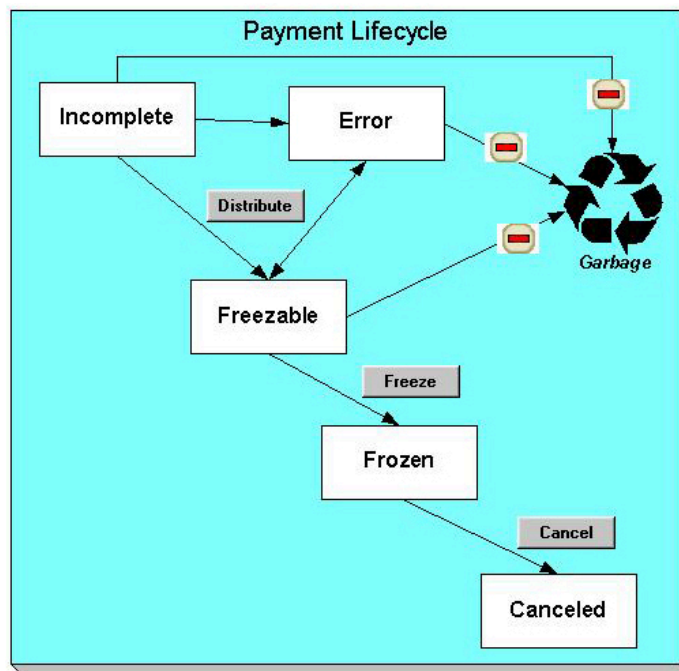 Payment Lifecycle
Incomplete
Error
Distribute
Garbage
Freezable
Freeze
Frozen
Cancel
Canceled